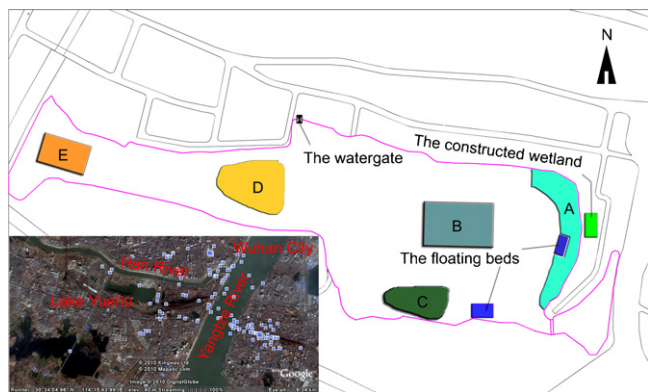 N
The constructed wetland
The watergate
E
D
A
B
The floating beds
C
Wuhan City
Han River
Lake Yuehu
Yangtze River
© 2010 Kingway Ltd
© 2010 Mapabc.com
Image © 2010 DigitalGlobe
Google